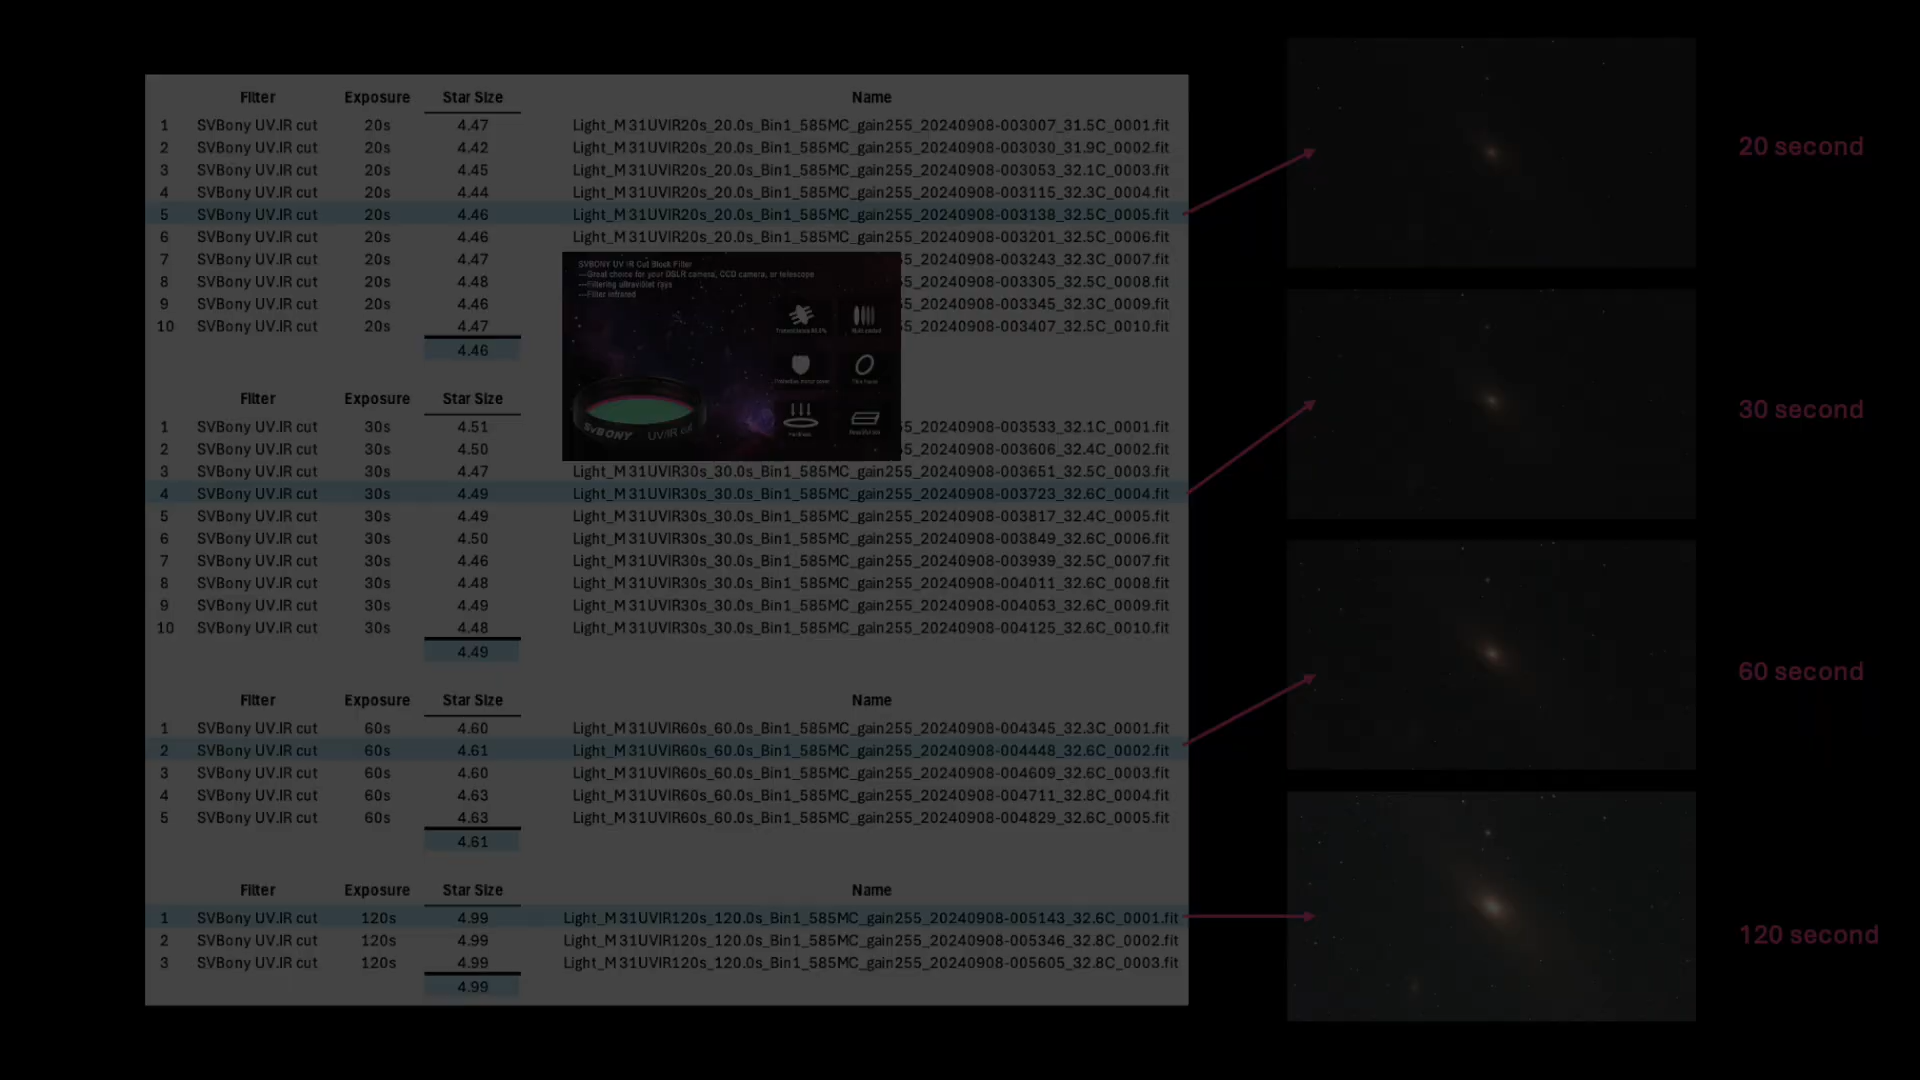 Filter Exposure Star Size Name
1 SVBony UV.IR cut 20s 4.47 Light_M31UVIR20s_20.0s_Bin1_585MC_gain255_20240908-003007_31.5C_0001.fit
2 SVBony UV.IR cut 20s 4.42 Light_M31UVIR20s_20.0s_Bin1_585MC_gain255_20240908-003030_31.9C_0002.fit
3 SVBony UV.IR cut 20s 4.45 Light_M31UVIR20s_20.0s_Bin1_585MC_gain255_20240908-003053_32.1C_0003.fit
4 SVBony UV.IR cut 20s 4.44 Light_M31UVIR20s_20.0s_Bin1_585MC_gain255_20240908-003115_32.3C_0004.fit
5 SVBony UV.IR cut 20s 4.46 Light_M31UVIR20s_20.0s_Bin1_585MC_gain255_20240908-003138_32.5C_0005.fit
6 SVBony UV.IR cut 20s 4.46 Light_M31UVIR20s_20.0s_Bin1_585MC_gain255_20240908-003201_32.5C_0006.fit
7 SVBony UV.IR cut 20s 4.47 5_20240908-003243_32.3C_0007.fit
8 SVBony UV.IR cut 20s 4.48 5_20240908-003305_32.5C_0008.fit
9 SVBony UV.IR cut 20s 4.46 5_20240908-003345_32.3C_0009.fit
10 SVBony UV.IR cut 20s 4.47 5_20240908-003407_32.5C_0010.fit
4.46
SVBONY UV IR Cut Block Filter
—Great choice for your DSLR camera, CCD camera, or telescope
—Filtering ultraviolet rays
—Filter infrared
SVBONY UV/IR cut
Filter Exposure Star Size
1 SVBony UV.IR cut 30s 4.51 5_20240908-003533_32.1C_0001.fit
2 SVBony UV.IR cut 30s 4.50 5_20240908-003606_32.4C_0002.fit
3 SVBony UV.IR cut 30s 4.47 Light_M31UVIR30s_30.0s_Bin1_585MC_gain255_20240908-003651_32.5C_0003.fit
4 SVBony UV.IR cut 30s 4.49 Light_M31UVIR30s_30.0s_Bin1_585MC_gain255_20240908-003723_32.6C_0004.fit
5 SVBony UV.IR cut 30s 4.49 Light_M31UVIR30s_30.0s_Bin1_585MC_gain255_20240908-003817_32.4C_0005.fit
6 SVBony UV.IR cut 30s 4.50 Light_M31UVIR30s_30.0s_Bin1_585MC_gain255_20240908-003849_32.6C_0006.fit
7 SVBony UV.IR cut 30s 4.46 Light_M31UVIR30s_30.0s_Bin1_585MC_gain255_20240908-003939_32.5C_0007.fit
8 SVBony UV.IR cut 30s 4.48 Light_M31UVIR30s_30.0s_Bin1_585MC_gain255_20240908-004011_32.6C_0008.fit
9 SVBony UV.IR cut 30s 4.49 Light_M31UVIR30s_30.0s_Bin1_585MC_gain255_20240908-004053_32.6C_0009.fit
10 SVBony UV.IR cut 30s 4.48 Light_M31UVIR30s_30.0s_Bin1_585MC_gain255_20240908-004125_32.6C_0010.fit
4.49
Filter Exposure Star Size Name
1 SVBony UV.IR cut 60s 4.60 Light_M31UVIR60s_60.0s_Bin1_585MC_gain255_20240908-004345_32.3C_0001.fit
2 SVBony UV.IR cut 60s 4.61 Light_M31UVIR60s_60.0s_Bin1_585MC_gain255_20240908-004448_32.6C_0002.fit
3 SVBony UV.IR cut 60s 4.60 Light_M31UVIR60s_60.0s_Bin1_585MC_gain255_20240908-004609_32.6C_0003.fit
4 SVBony UV.IR cut 60s 4.63 Light_M31UVIR60s_60.0s_Bin1_585MC_gain255_20240908-004711_32.8C_0004.fit
5 SVBony UV.IR cut 60s 4.63 Light_M31UVIR60s_60.0s_Bin1_585MC_gain255_20240908-004829_32.6C_0005.fit
4.61
Filter Exposure Star Size Name
1 SVBony UV.IR cut 120s 4.99 Light_M31UVIR120s_120.0s_Bin1_585MC_gain255_20240908-005143_32.6C_0001.fit
2 SVBony UV.IR cut 120s 4.99 Light_M31UVIR120s_120.0s_Bin1_585MC_gain255_20240908-005346_32.8C_0002.fit
3 SVBony UV.IR cut 120s 4.99 Light_M31UVIR120s_120.0s_Bin1_585MC_gain255_20240908-005605_32.8C_0003.fit
4.99
20 second
30 second
60 second
120 second